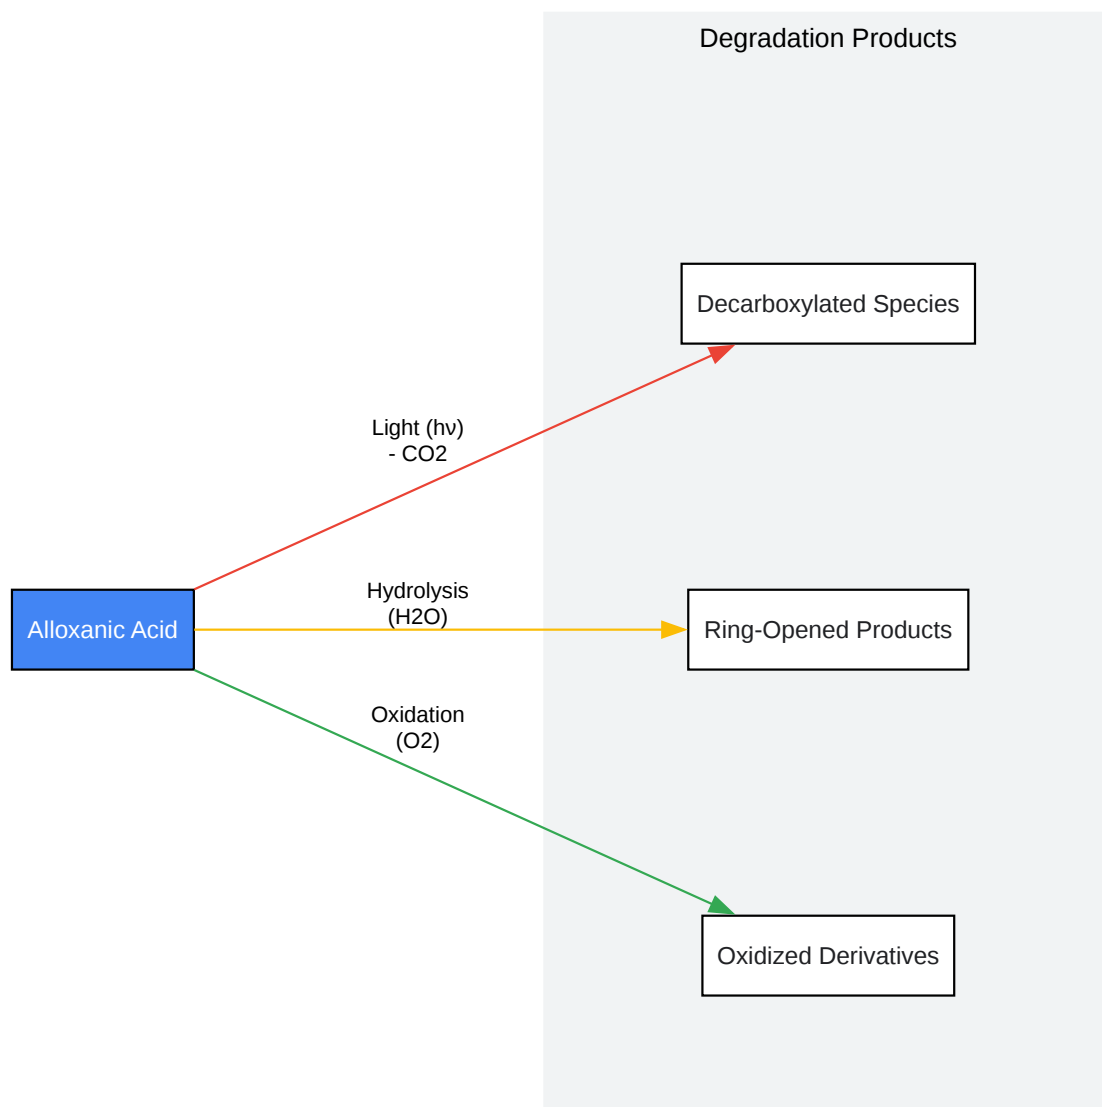 Degradation Products
Decarboxylated Species
Light (hν)
- CO2
Hydrolysis
(H2O)
Alloxanic Acid
Ring-Opened Products
Oxidation
(O2)
Oxidized Derivatives